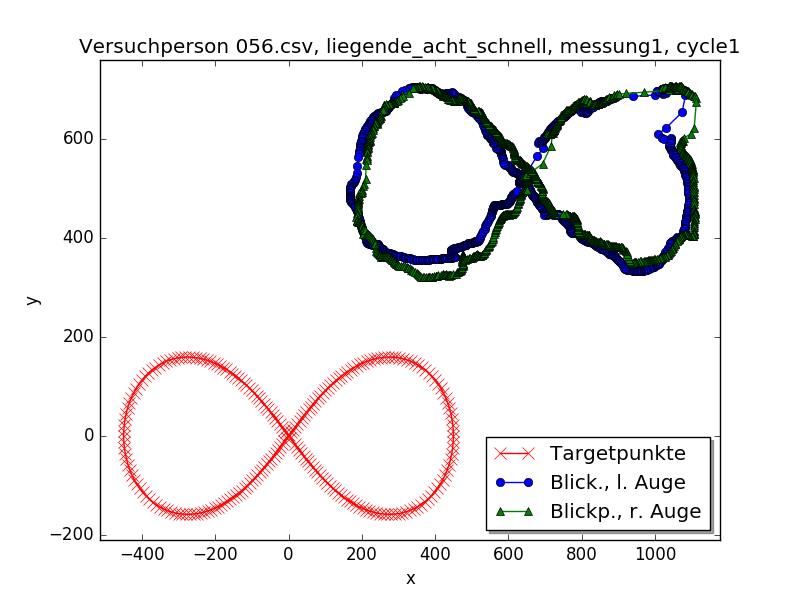 Versuchperson 056.csv, liegende_acht_schnell, messung1, cycle1
y
600
400
200
0
−200
−400
−200
0
200
400
600
800
1000
x
Targetpunkte
Blick., l. Auge
Blickp., r. Auge